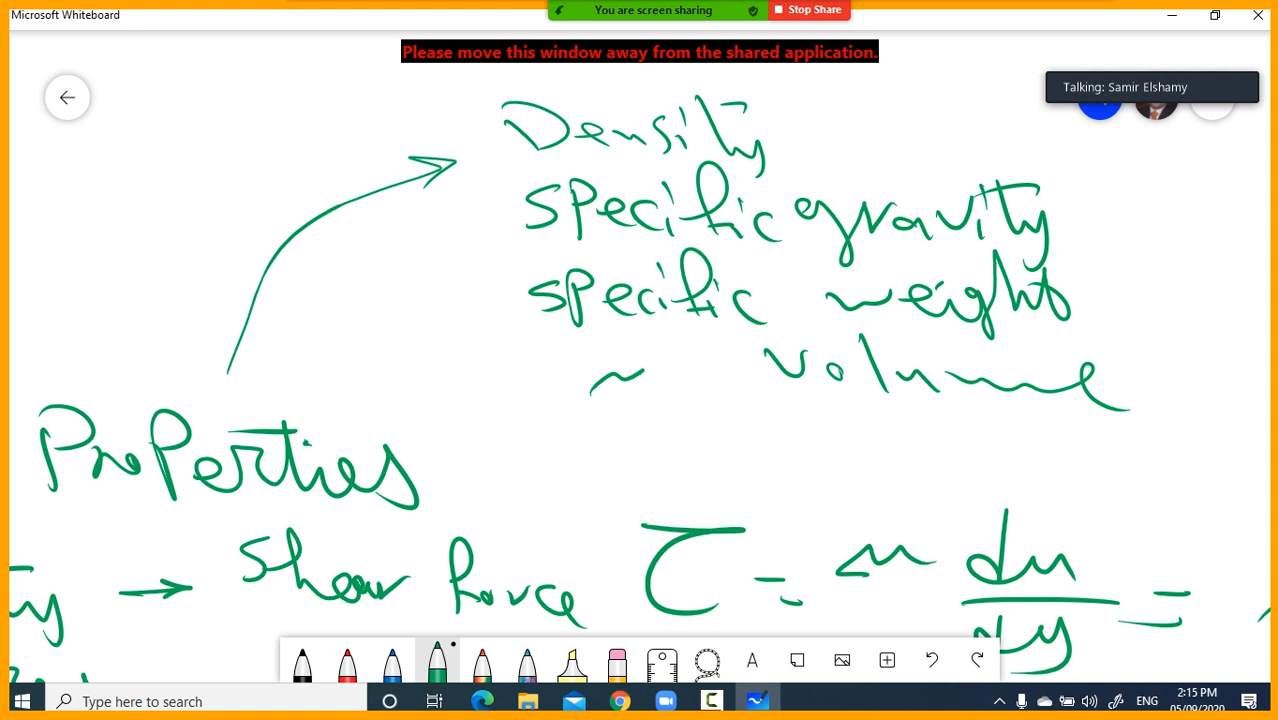 Microsoft Whiteboard
You are screen sharing
Stop Share
Please move this window away from the shared application.
Talking: Samir Elshamy
Density
specific gravity
specific weight
~ volume
Properties
ty → shear force τ = μ du/dy =
A
Type here to search
ENG
2:15 PM
05/09/2020